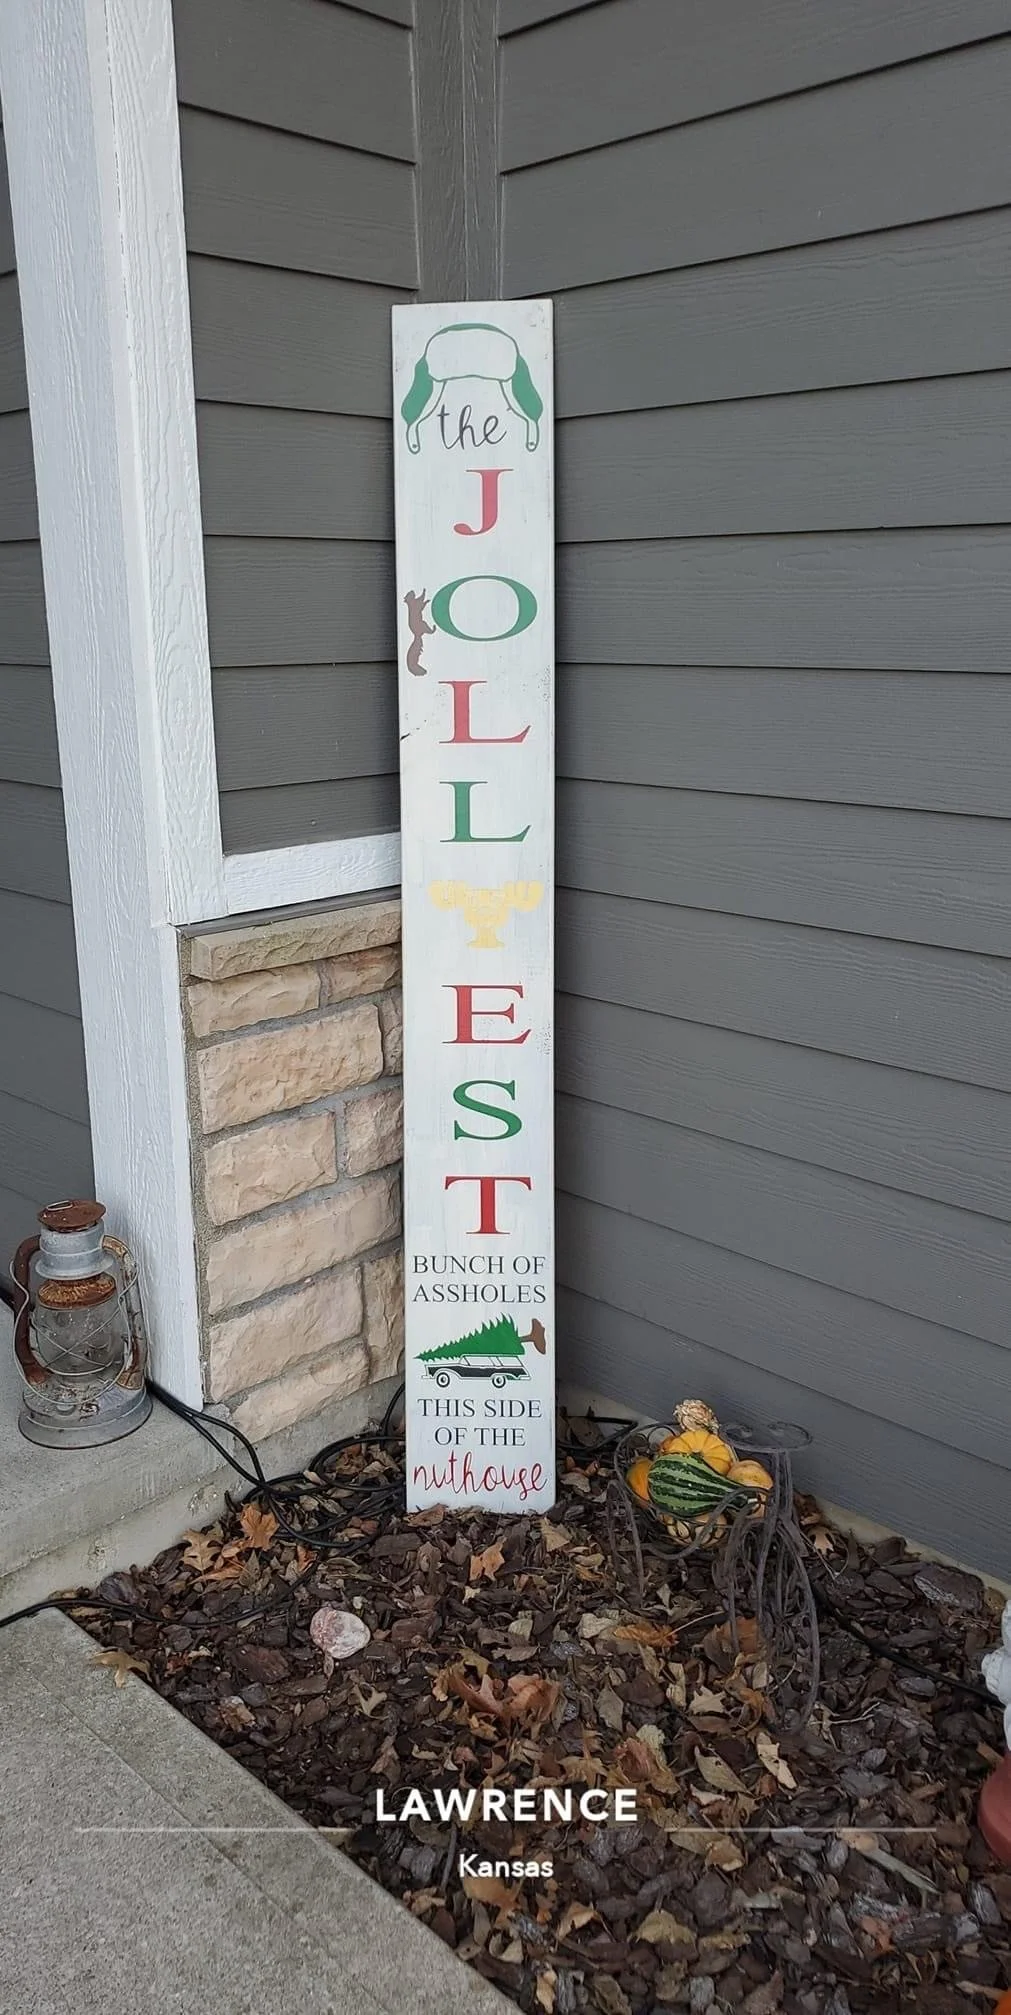 the
J
O
L
L
E
S
T
BUNCH OF
ASSHOLES
THIS SIDE
OF THE
nuthouse
LAWRENCE
Kansas